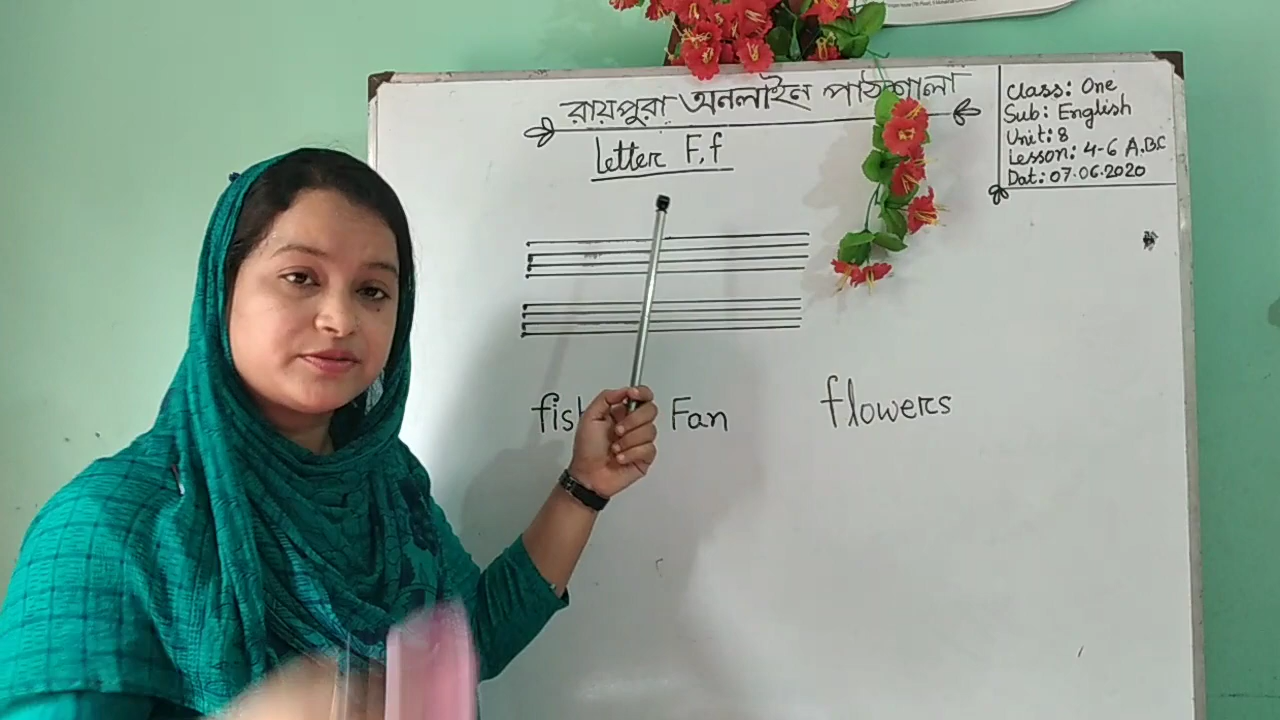 রায়পুরা অনলাইন পাঠশালা
Letter F,f
Class: One
Sub: English
Unit: 8
Lesson: 4-6 A,B,C
Dat: 07.06.2020
Fan
flowers